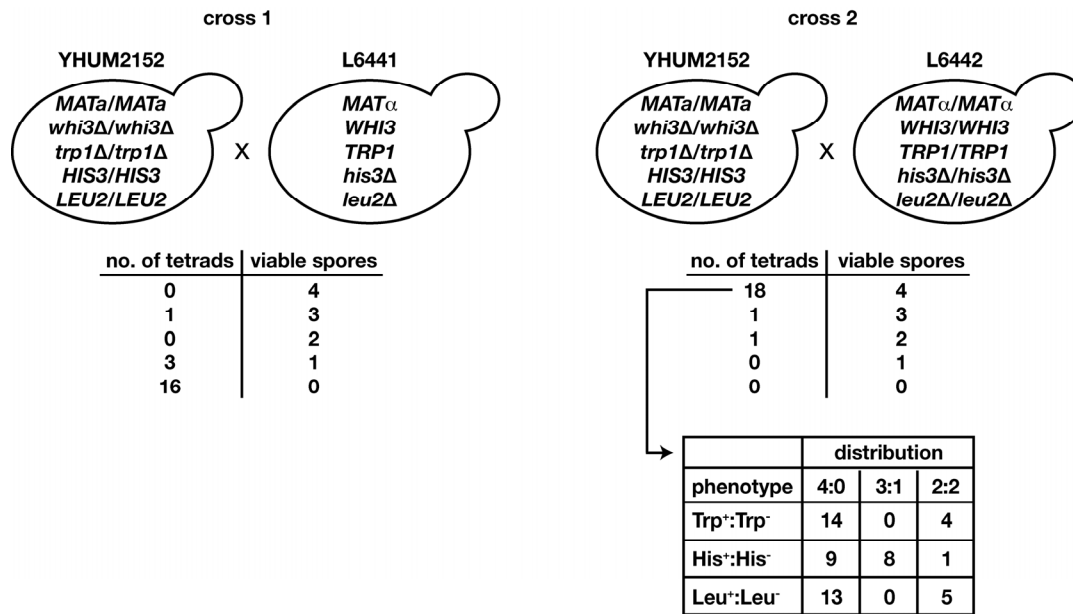 cross 1
YHUM2152
L6441
MATa/MATa
whi3Δ/whi3Δ
trp1Δ/trp1Δ
HIS3/HIS3
LEU2/LEU2
X
MATα
WHI3
TRP1
his3Δ
leu2Δ
no. of tetrads viable spores
0 4
1 3
0 2
3 1
16 0
cross 2
YHUM2152
L6442
MATa/MATa
whi3Δ/whi3Δ
trp1Δ/trp1Δ
HIS3/HIS3
LEU2/LEU2
X
MATα/MATα
WHI3/WHI3
TRP1/TRP1
his3Δ/his3Δ
leu2Δ/leu2Δ
no. of tetrads viable spores
18 4
1 3
1 2
0 1
0 0
distribution
phenotype 4:0 3:1 2:2
Trp⁺:Trp⁻ 14 0 4
His⁺:His⁻ 9 8 1
Leu⁺:Leu⁻ 13 0 5